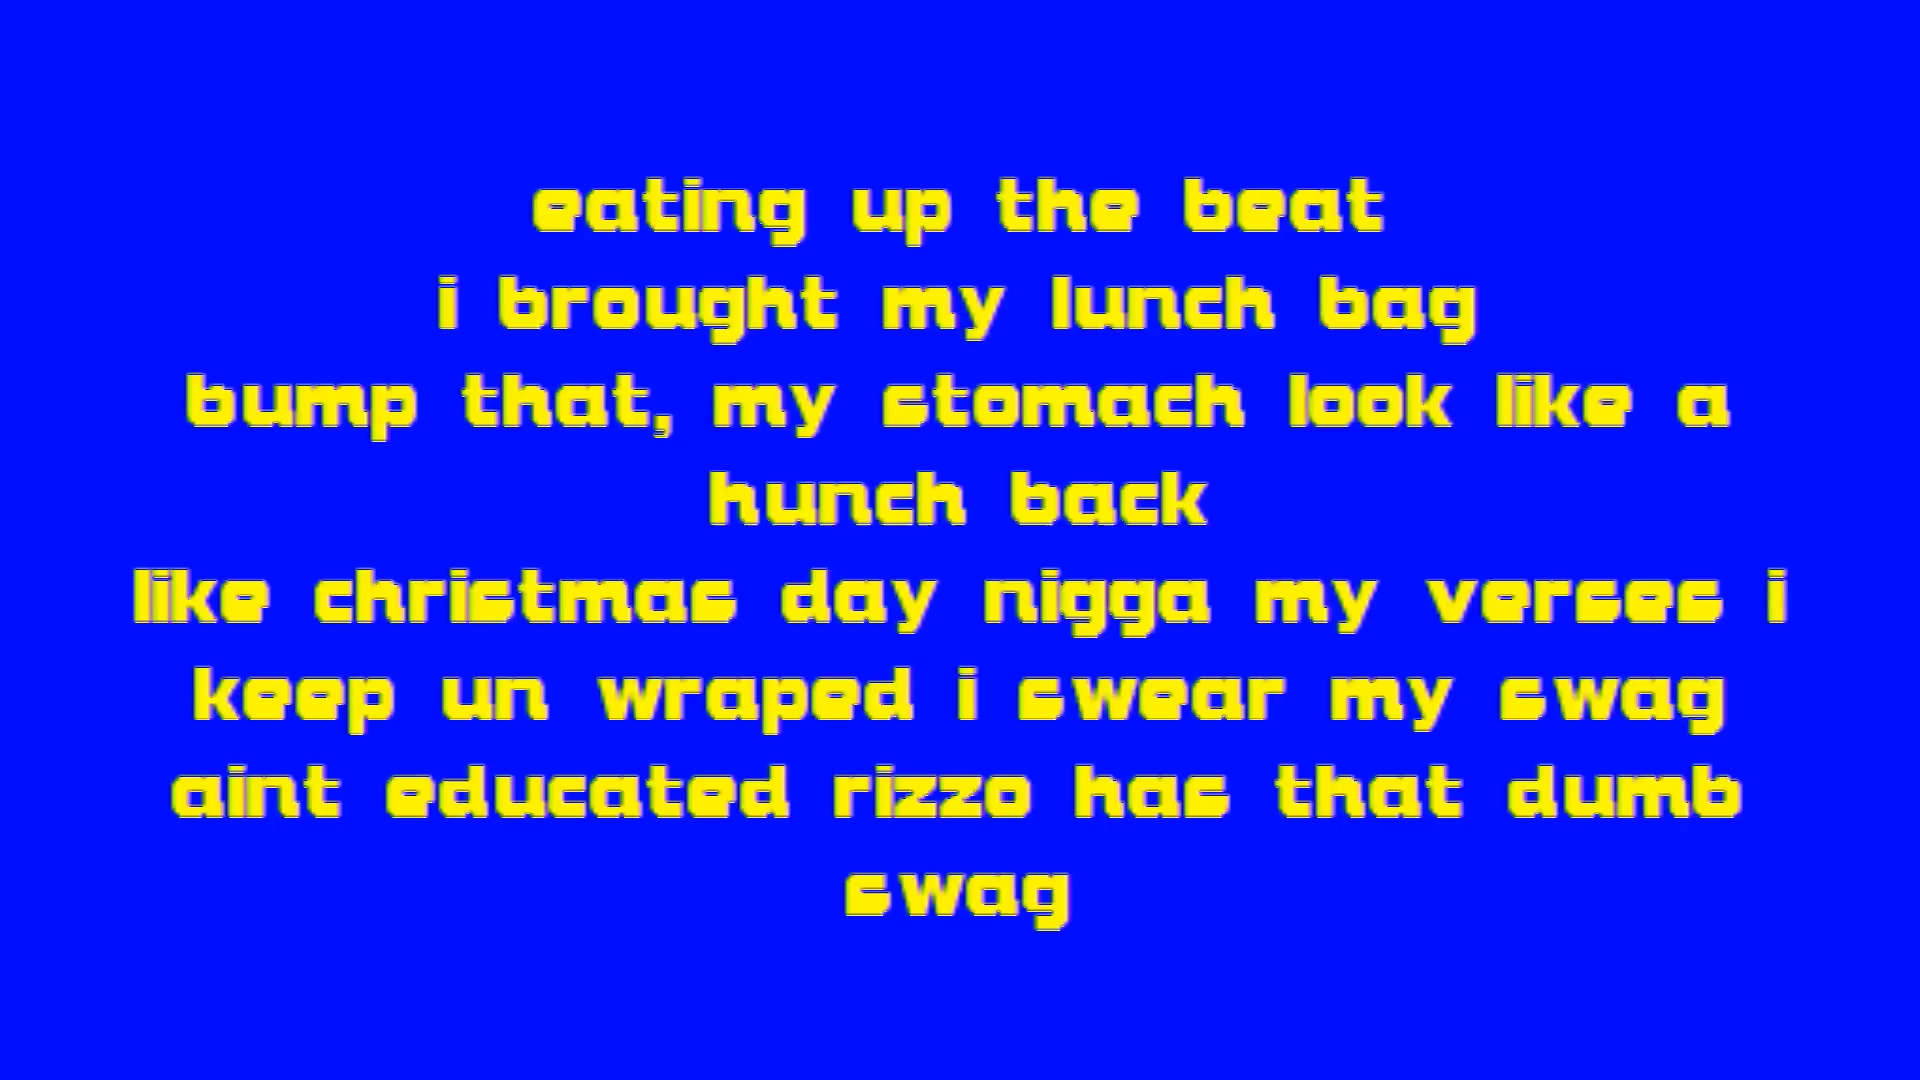 eating up the beat
i brought my lunch bag
bump that, my stomach look like a
hunch back
like christmas day nigga my verses i
keep un wraped i swear my swag
aint educated rizzo has that dumb
swag